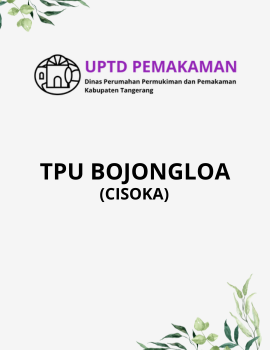 UPTD PEMAKAMAN
Dinas Perumahan Permukiman dan Pemakaman
Kabupaten Tangerang
TPU BOJONGLOA
(CISOKA)